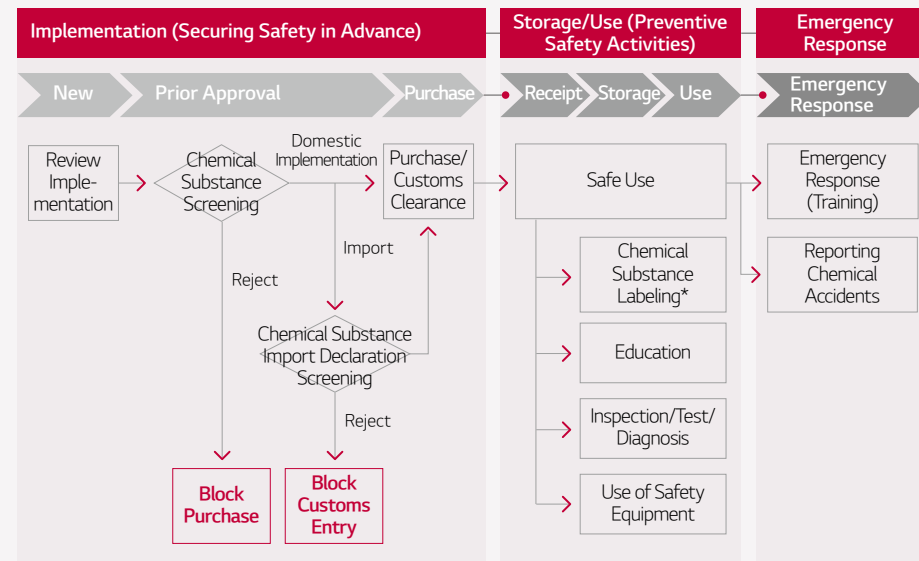 Implementation (Securing Safety in Advance)
Storage/Use (Preventive
Safety Activities)
Emergency
Response
New
Prior Approval
Purchase
Receipt
Storage
Use
Emergency
Response
Review
Imple-
mentation
Chemical
Substance
Screening
Domestic
Implementation
Purchase/
Customs
Clearance
Import
Reject
Chemical Substance
Import Declaration
Screening
Reject
Block
Purchase
Block
Customs
Entry
Safe Use
Chemical
Substance
Labeling*
Education
Inspection/Test/
Diagnosis
Use of Safety
Equipment
Emergency
Response
(Training)
Reporting
Chemical
Accidents